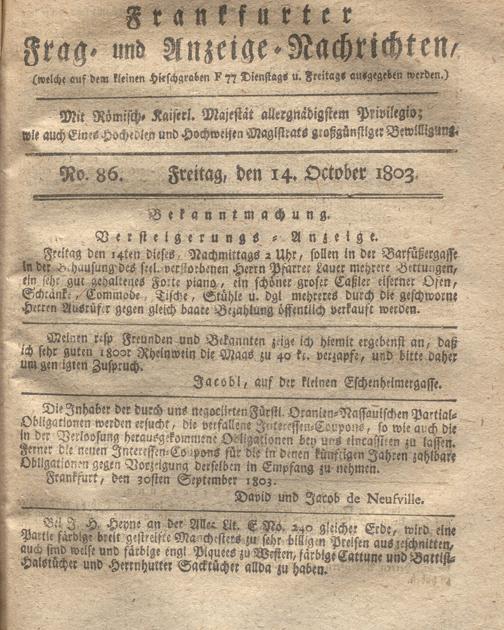 Frankfurter
Frag- und Anzeige-Nachrichten,
(welche auf dem kleinen Hirschgraben F 77 Dienstags u. Freitags ausgegeben werden.)
Mit Römisch- Kaiserl. Majestät allergnädigstem Privilegio;
wie auch Eines Hochedlen und Hochweisen Magistrats großgünstiger Bewilligung.
No. 86. Freitag, den 14. October 1803.
Bekanntmachung.
Versteigerungs-Anzeige.
Freitag den 14ten dieses, Nachmittags 2 Uhr, sollen in der Barfüßergasse
in der Behausung des seel. verstorbenen Herrn Pfarrer Lauer mehrere Bettungen,
ein sehr gut gehaltenes Forte piano, ein schöner großer Caßler eiserner Ofen,
Schränke, Commode, Tische, Stühle u. dgl. mehreres durch die geschworne
Herren Ausrüfer gegen gleich baare Bezahlung öffentlich verkauft werden.
Meinen resp. Freunden und Bekannten zeige ich hiemit ergebenst an, daß
ich sehr guten 1800r Rheinwein die Maas zu 40 kr. verzapfe, und bitte daher
um geneigten Zuspruch.
Jacobi, auf der kleinen Eschenheimergasse.
Die Inhaber der durch uns negociirten Fürstl. Oranien-Nassauischen Partial-
Obligationen werden ersucht, die verfallene Interessen-Coupons, so wie auch die
in der Verloosung herausgekommene Obligationen bey uns eincassiren zu lassen.
Ferner die neuen Interessen-Coupons für die in denen künftigen Jahren zahlbare
Obligationen gegen Vorzeigung derselben in Empfang zu nehmen.
Frankfurt, den 30sten September 1803.
David und Jacob de Neufville.
Bei J. H. Heyne an der Allee Lit. E No. 240 gleicher Erde, wird eine
Partie färbige breit gestreifte Manchesters zu sehr billigen Preisen ausgeschnitten,
auch sind weise und färbige engl. Piquets zu Westen, färbige Cattune und Battist-
Halstücher und Herrnhutter Sacktücher allda zu haben.